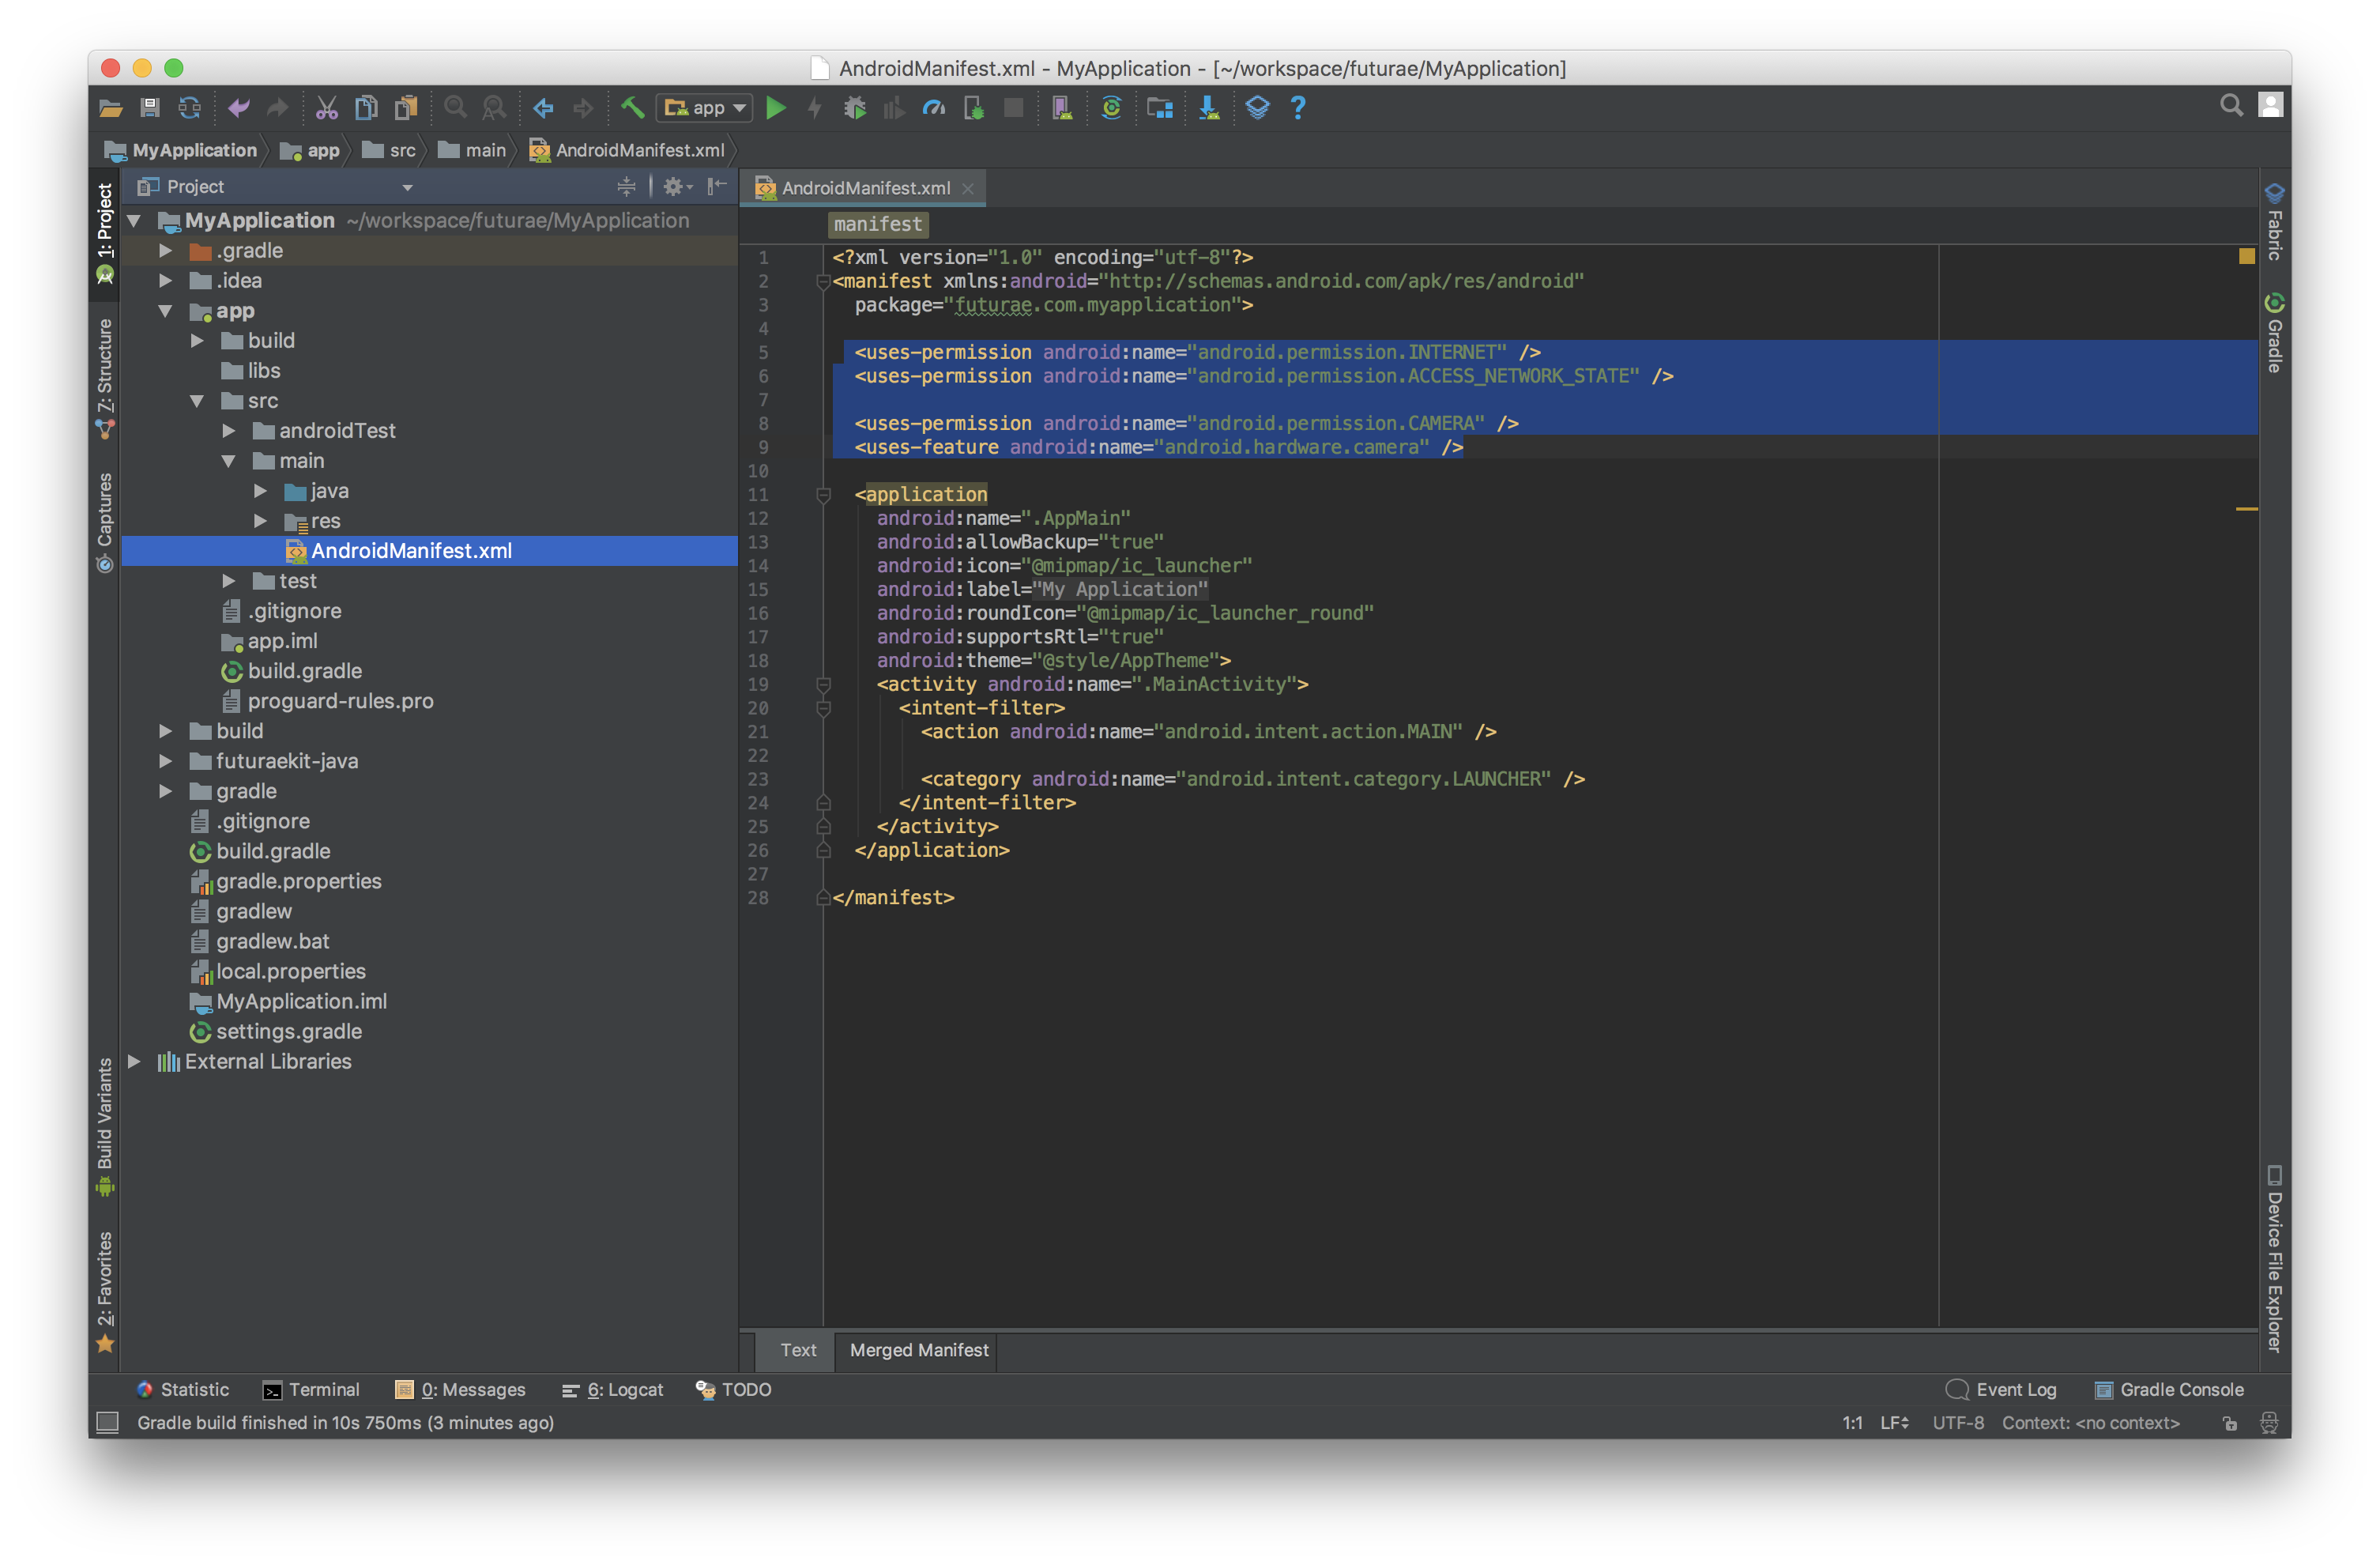 AndroidManifest.xml - MyApplication - [~/workspace/futurae/MyApplication]
app
MyApplication app src main AndroidManifest.xml
1: Project
7: Structure
Captures
Build Variants
2: Favorites
Project
MyApplication ~/workspace/futurae/MyApplication
.gradle
.idea
app
build
libs
src
androidTest
main
java
res
AndroidManifest.xml
test
.gitignore
app.iml
build.gradle
proguard-rules.pro
build
futuraekit-java
gradle
.gitignore
build.gradle
gradle.properties
gradlew
gradlew.bat
local.properties
MyApplication.iml
settings.gradle
External Libraries
AndroidManifest.xml
manifest
1 <?xml version="1.0" encoding="utf-8"?>
2 <manifest xmlns:android="http://schemas.android.com/apk/res/android"
3 package="futurae.com.myapplication">
4
5 <uses-permission android:name="android.permission.INTERNET" />
6 <uses-permission android:name="android.permission.ACCESS_NETWORK_STATE" />
7
8 <uses-permission android:name="android.permission.CAMERA" />
9 <uses-feature android:name="android.hardware.camera" />
10
11 <application
12 android:name=".AppMain"
13 android:allowBackup="true"
14 android:icon="@mipmap/ic_launcher"
15 android:label="My Application"
16 android:roundIcon="@mipmap/ic_launcher_round"
17 android:supportsRtl="true"
18 android:theme="@style/AppTheme">
19 <activity android:name=".MainActivity">
20 <intent-filter>
21 <action android:name="android.intent.action.MAIN" />
22
23 <category android:name="android.intent.category.LAUNCHER" />
24 </intent-filter>
25 </activity>
26 </application>
27
28 </manifest>
Fabric
Gradle
Device File Explorer
Text Merged Manifest
Statistic Terminal 0: Messages 6: Logcat TODO Event Log Gradle Console
Gradle build finished in 10s 750ms (3 minutes ago) 1:1 LF UTF-8 Context: <no context>